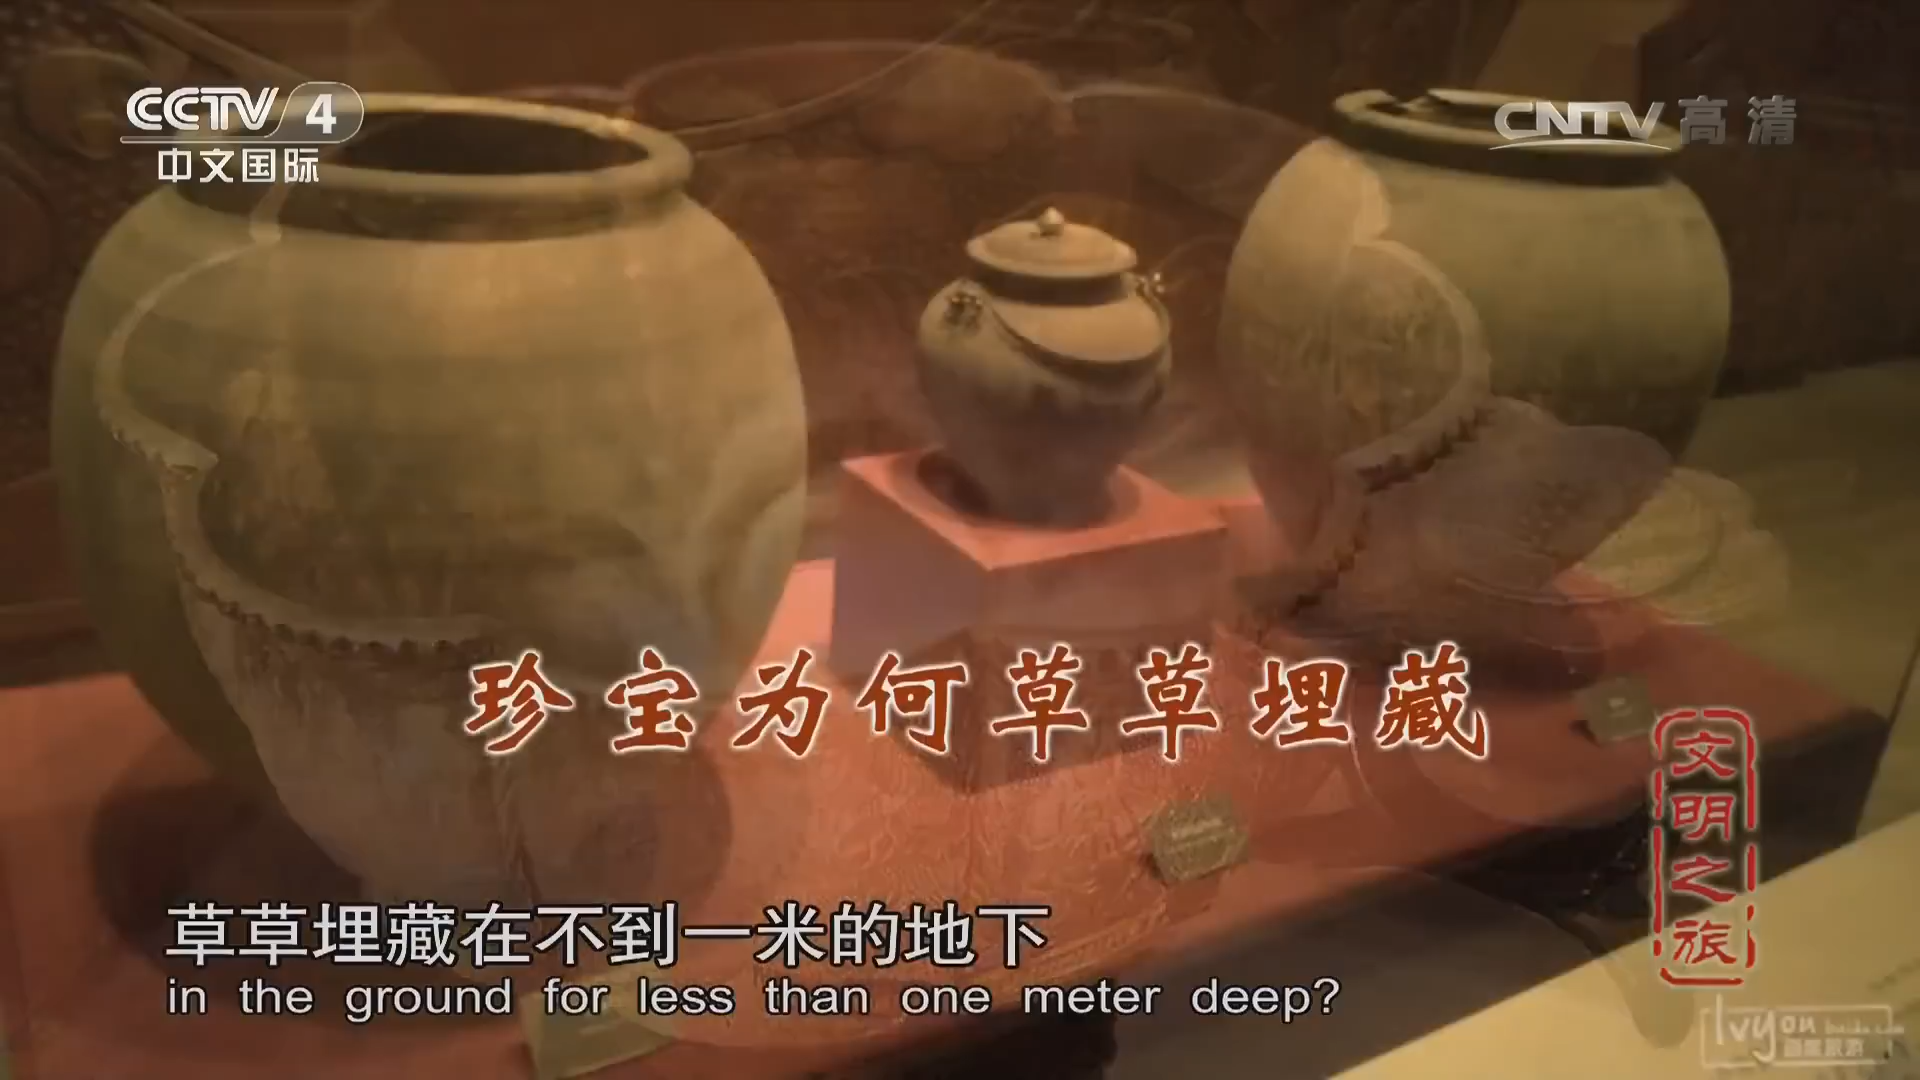 CCTV 4
中文国际
CNTV 高清
珍宝为何草草埋藏
文明之旅
草草埋藏在不到一米的地下
in the ground for less than one meter deep?
lvyou